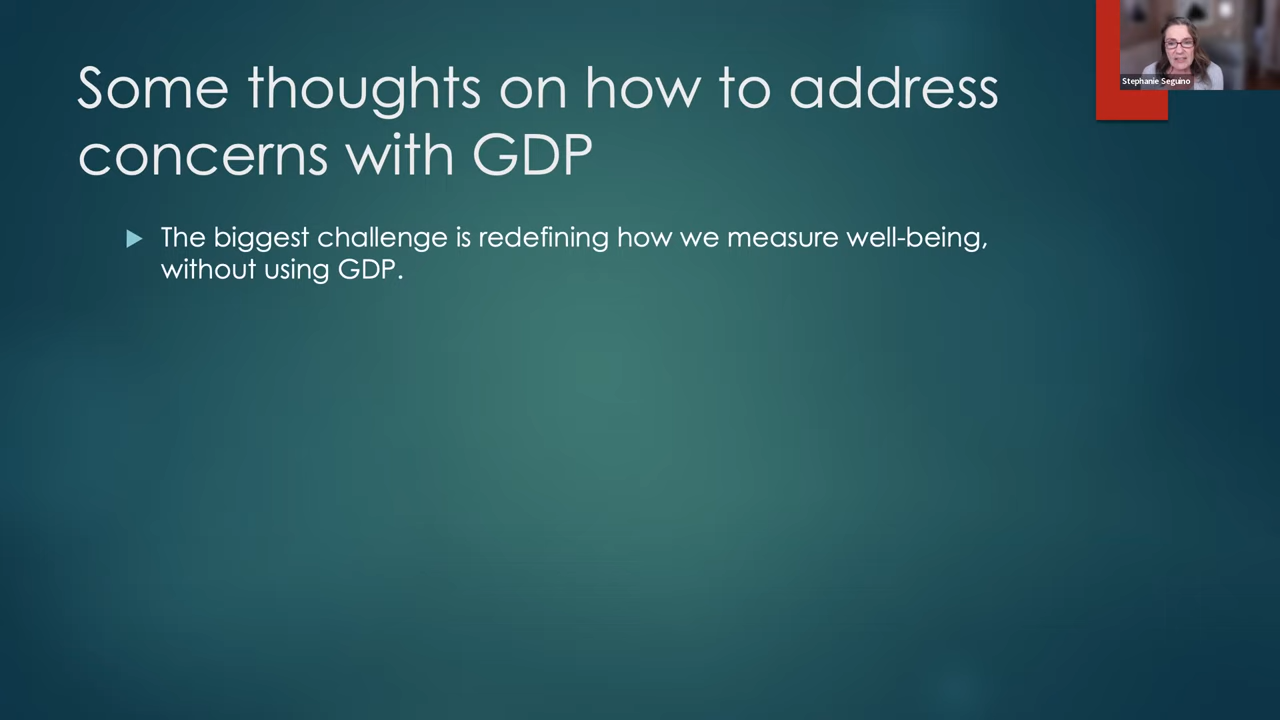 Some thoughts on how to address
concerns with GDP
The biggest challenge is redefining how we measure well-being,
without using GDP.
Stephanie Seguino